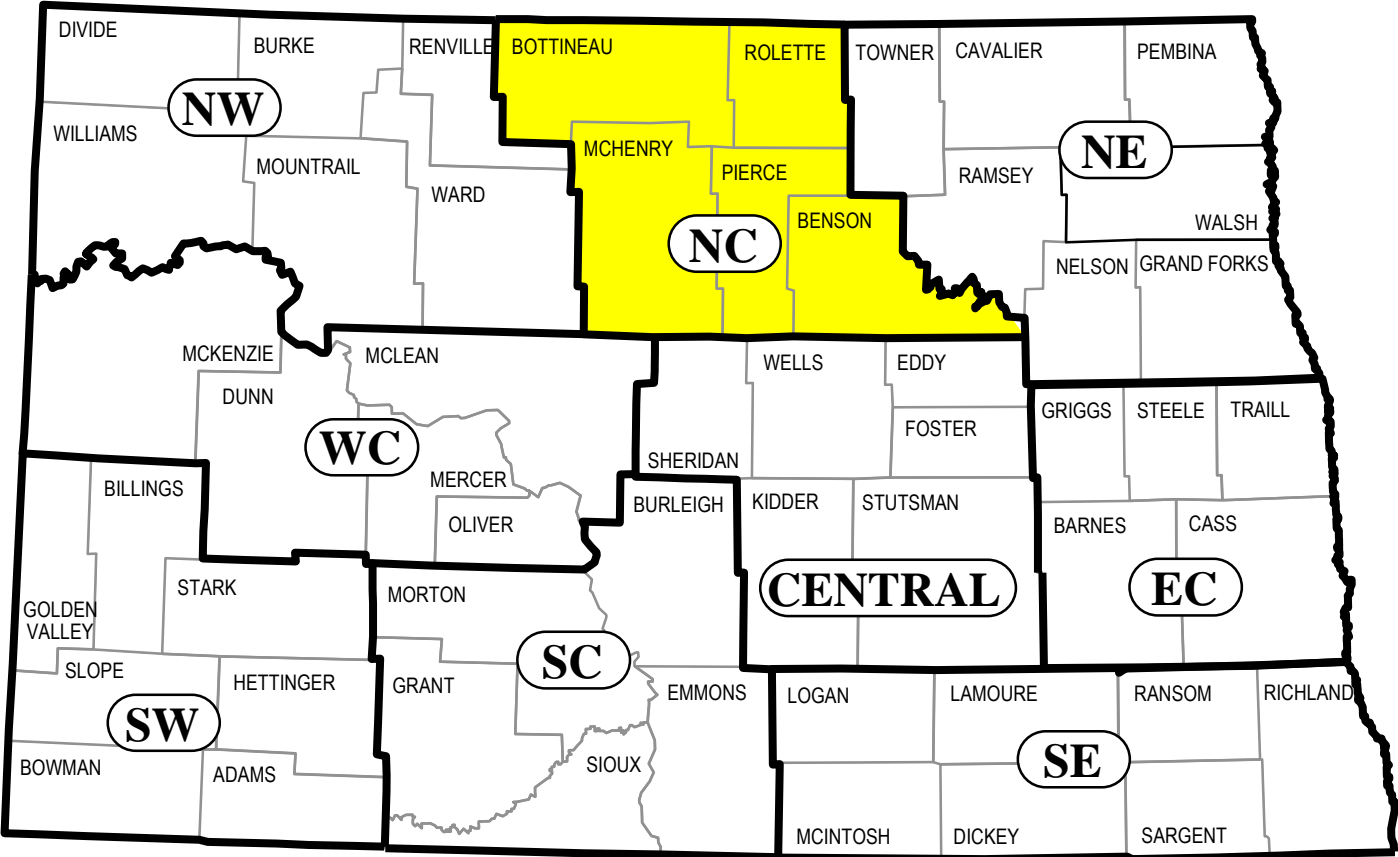 DIVIDE
BURKE
RENVILLE
BOTTINEAU
ROLETTE
TOWNER
CAVALIER
PEMBINA
NW
WILLIAMS
MOUNTRAIL
WARD
MCHENRY
PIERCE
BENSON
NC
NE
RAMSEY
WALSH
NELSON
GRAND FORKS
MCKENZIE
DUNN
MCLEAN
WELLS
EDDY
FOSTER
SHERIDAN
GRIGGS
STEELE
TRAILL
WC
MERCER
OLIVER
BILLINGS
BURLEIGH
KIDDER
STUTSMAN
BARNES
CASS
CENTRAL
EC
GOLDEN
VALLEY
STARK
MORTON
SC
SLOPE
HETTINGER
GRANT
EMMONS
LOGAN
LAMOURE
RANSOM
RICHLAND
SW
BOWMAN
ADAMS
SIOUX
SE
MCINTOSH
DICKEY
SARGENT